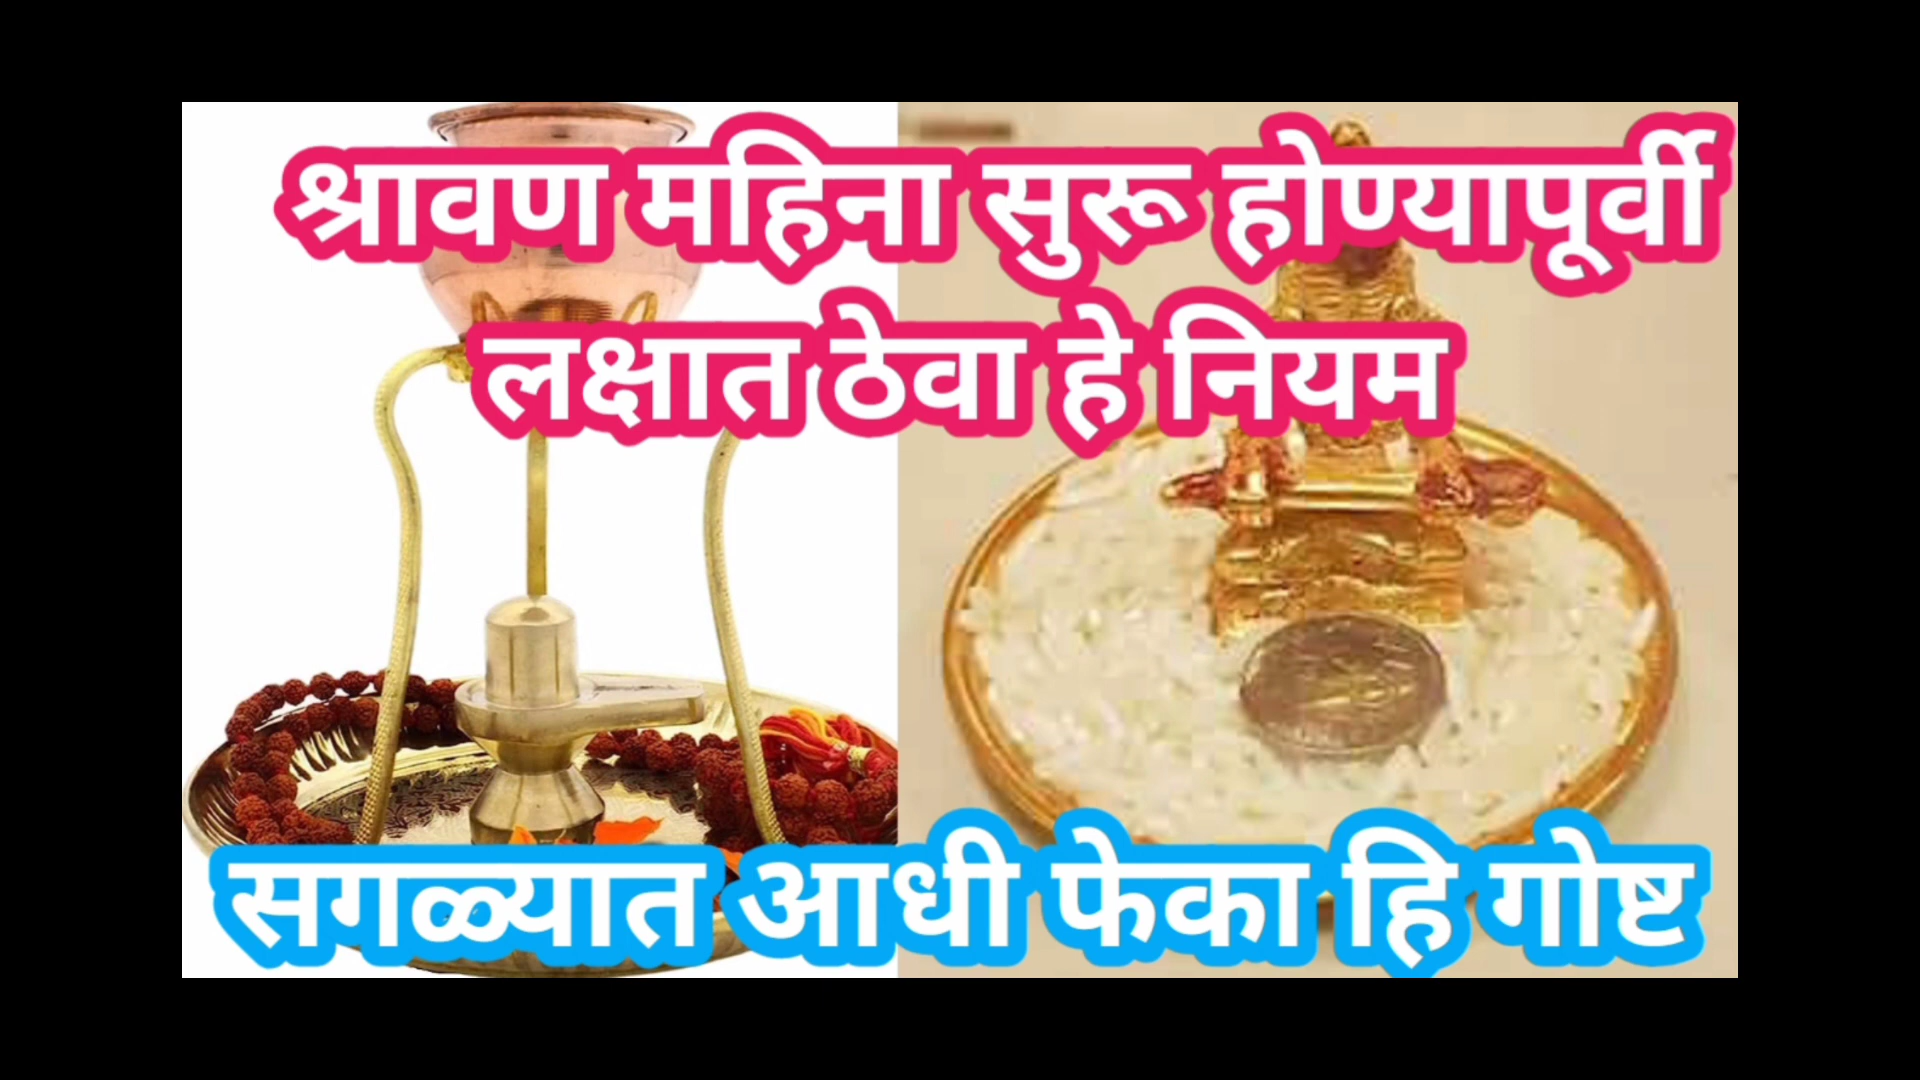 श्रावण महिना सुरू होण्यापूर्वी
लक्षात ठेवा हे नियम
सगळ्यात आधी फेका हि गोष्ट